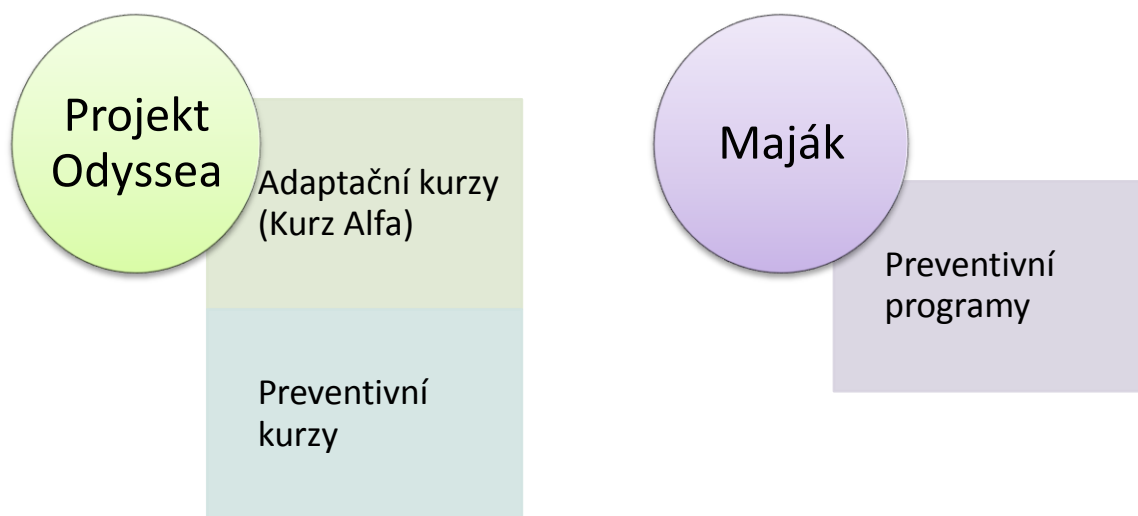 Projekt
Odyssea
Adaptační kurzy
(Kurz Alfa)
Preventivní
kurzy
Maják
Preventivní
programy